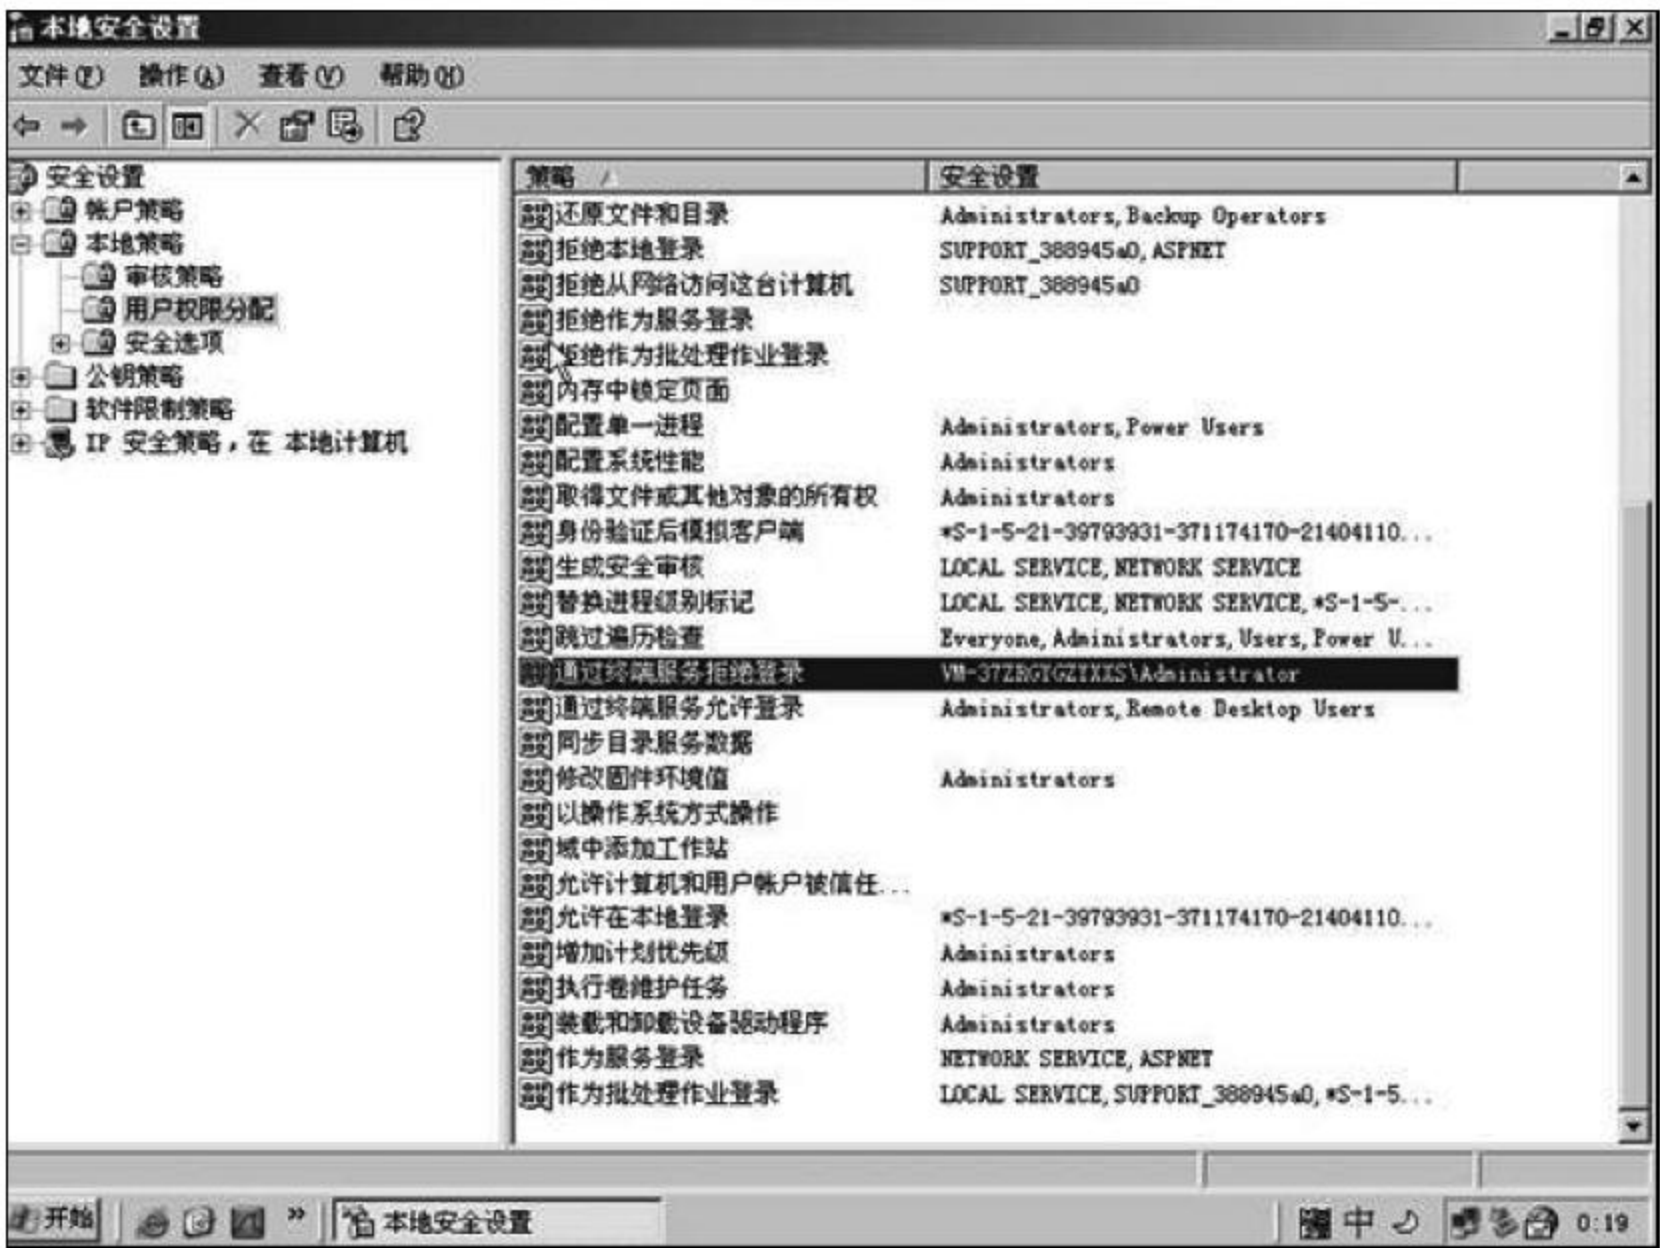 本地安全设置
文件(F) 操作(A) 查看(V) 帮助(H)
安全设置
帐户策略
本地策略
审核策略
用户权限分配
安全选项
公钥策略
软件限制策略
IP 安全策略，在 本地计算机
策略 安全设置
还原文件和目录 Administrators, Backup Operators
拒绝本地登录 SUPPORT_388945a0, ASPNET
拒绝从网络访问这台计算机 SUPPORT_388945a0
拒绝作为服务登录
拒绝作为批处理作业登录
内存中锁定页面
配置单一进程 Administrators, Power Users
配置系统性能 Administrators
取得文件或其他对象的所有权 Administrators
身份验证后模拟客户端 *S-1-5-21-39793931-371174170-21404110...
生成安全审核 LOCAL SERVICE, NETWORK SERVICE
替换进程级别标记 LOCAL SERVICE, NETWORK SERVICE, *S-1-5-...
跳过遍历检查 Everyone, Administrators, Users, Power U...
通过终端服务拒绝登录 VM-37ZRGYGZYXXS\Administrator
通过终端服务允许登录 Administrators, Remote Desktop Users
同步目录服务数据
修改固件环境值 Administrators
以操作系统方式操作
域中添加工作站
允许计算机和用户帐户被信任...
允许在本地登录 *S-1-5-21-39793931-371174170-21404110...
增加计划优先级 Administrators
执行卷维护任务 Administrators
装载和卸载设备驱动程序 Administrators
作为服务登录 NETWORK SERVICE, ASPNET
作为批处理作业登录 LOCAL SERVICE, SUPPORT_388945a0, *S-1-5...
开始 » 本地安全设置 中 0:19